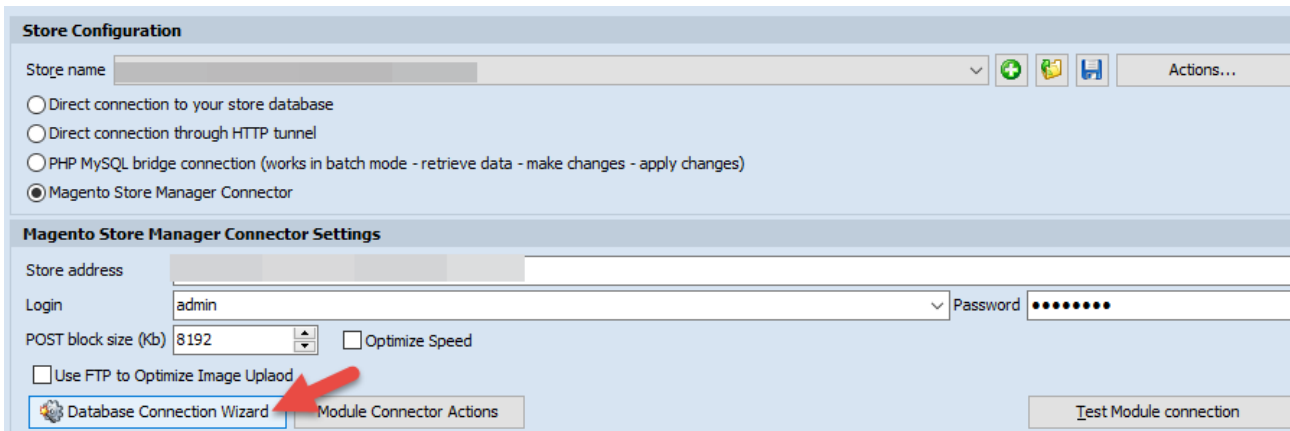 Store Configuration
Store name
Actions...
Direct connection to your store database
Direct connection through HTTP tunnel
PHP MySQL bridge connection (works in batch mode - retrieve data - make changes - apply changes)
Magento Store Manager Connector
Magento Store Manager Connector Settings
Store address
Login admin Password ●●●●●●●●
POST block size (Kb) 8192 Optimize Speed
Use FTP to Optimize Image Uplaod
Database Connection Wizard Module Connector Actions Test Module connection